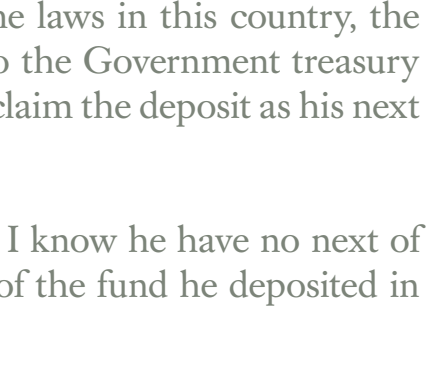 laws in this country, the
the Government treasury
claim the deposit as his next
I know he have no next of
of the fund he deposited in